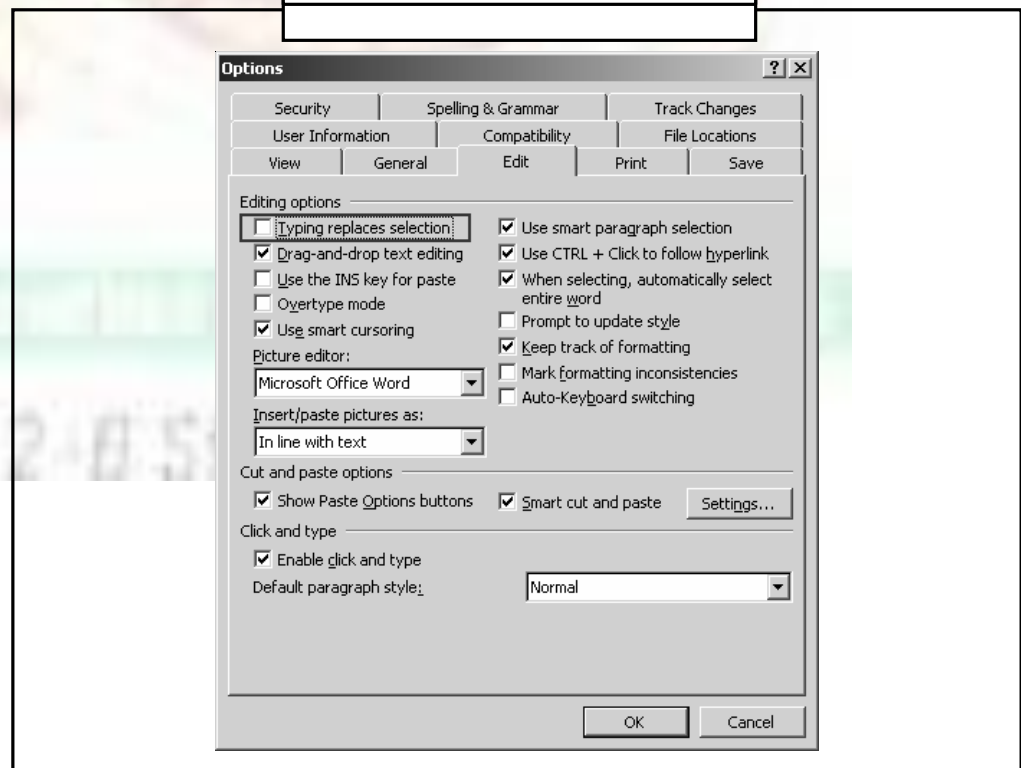 Options
Security Spelling & Grammar Track Changes
User Information Compatibility File Locations
View General Edit Print Save
Editing options
Typing replaces selection
Drag-and-drop text editing
Use the INS key for paste
Overtype mode
Use smart cursoring
Picture editor:
Microsoft Office Word
Insert/paste pictures as:
In line with text
Use smart paragraph selection
Use CTRL + Click to follow hyperlink
When selecting, automatically select
entire word
Prompt to update style
Keep track of formatting
Mark formatting inconsistencies
Auto-Keyboard switching
Cut and paste options
Show Paste Options buttons Smart cut and paste Settings...
Click and type
Enable click and type
Default paragraph style: Normal
OK Cancel